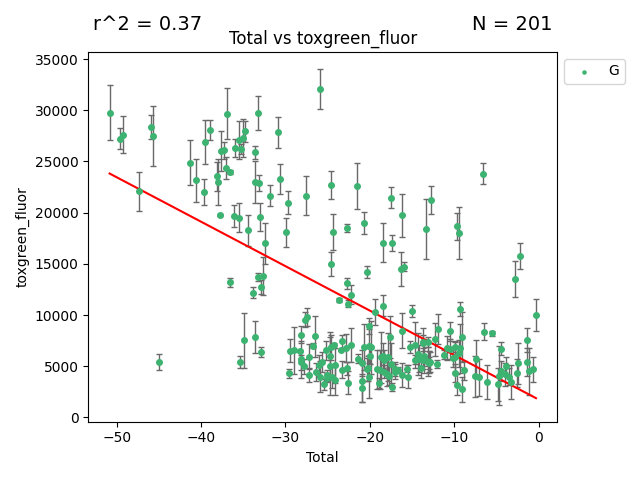 r^2 = 0.37
N = 201
Total vs toxgreen_fluor
G
35000
30000
25000
20000
15000
10000
5000
0
toxgreen_fluor
−50
−40
−30
−20
−10
0
Total